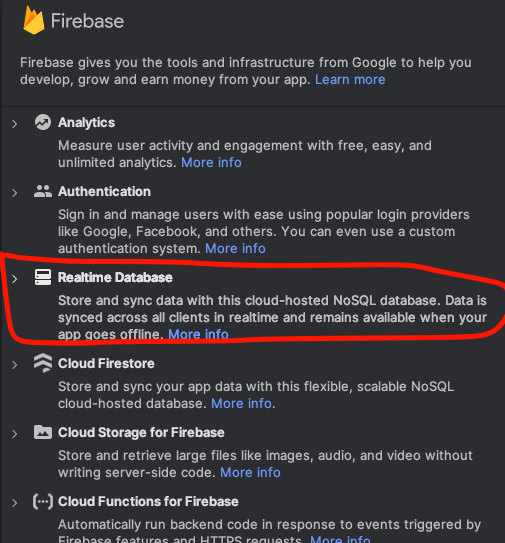 Firebase
Firebase gives you the tools and infrastructure from Google to help you
develop, grow and earn money from your app. Learn more
Analytics
Measure user activity and engagement with free, easy, and
unlimited analytics. More info
Authentication
Sign in and manage users with ease using popular login providers
like Google, Facebook, and others. You can even use a custom
authentication system. More info
Realtime Database
Store and sync data with this cloud-hosted NoSQL database. Data is
synced across all clients in realtime and remains available when your
app goes offline. More info
Cloud Firestore
Store and sync your app data with this flexible, scalable NoSQL
cloud-hosted database. More info.
Cloud Storage for Firebase
Store and retrieve large files like images, audio, and video without
writing server-side code. More info
Cloud Functions for Firebase
Automatically run backend code in response to events triggered by
Firebase features and HTTPS requests. More info